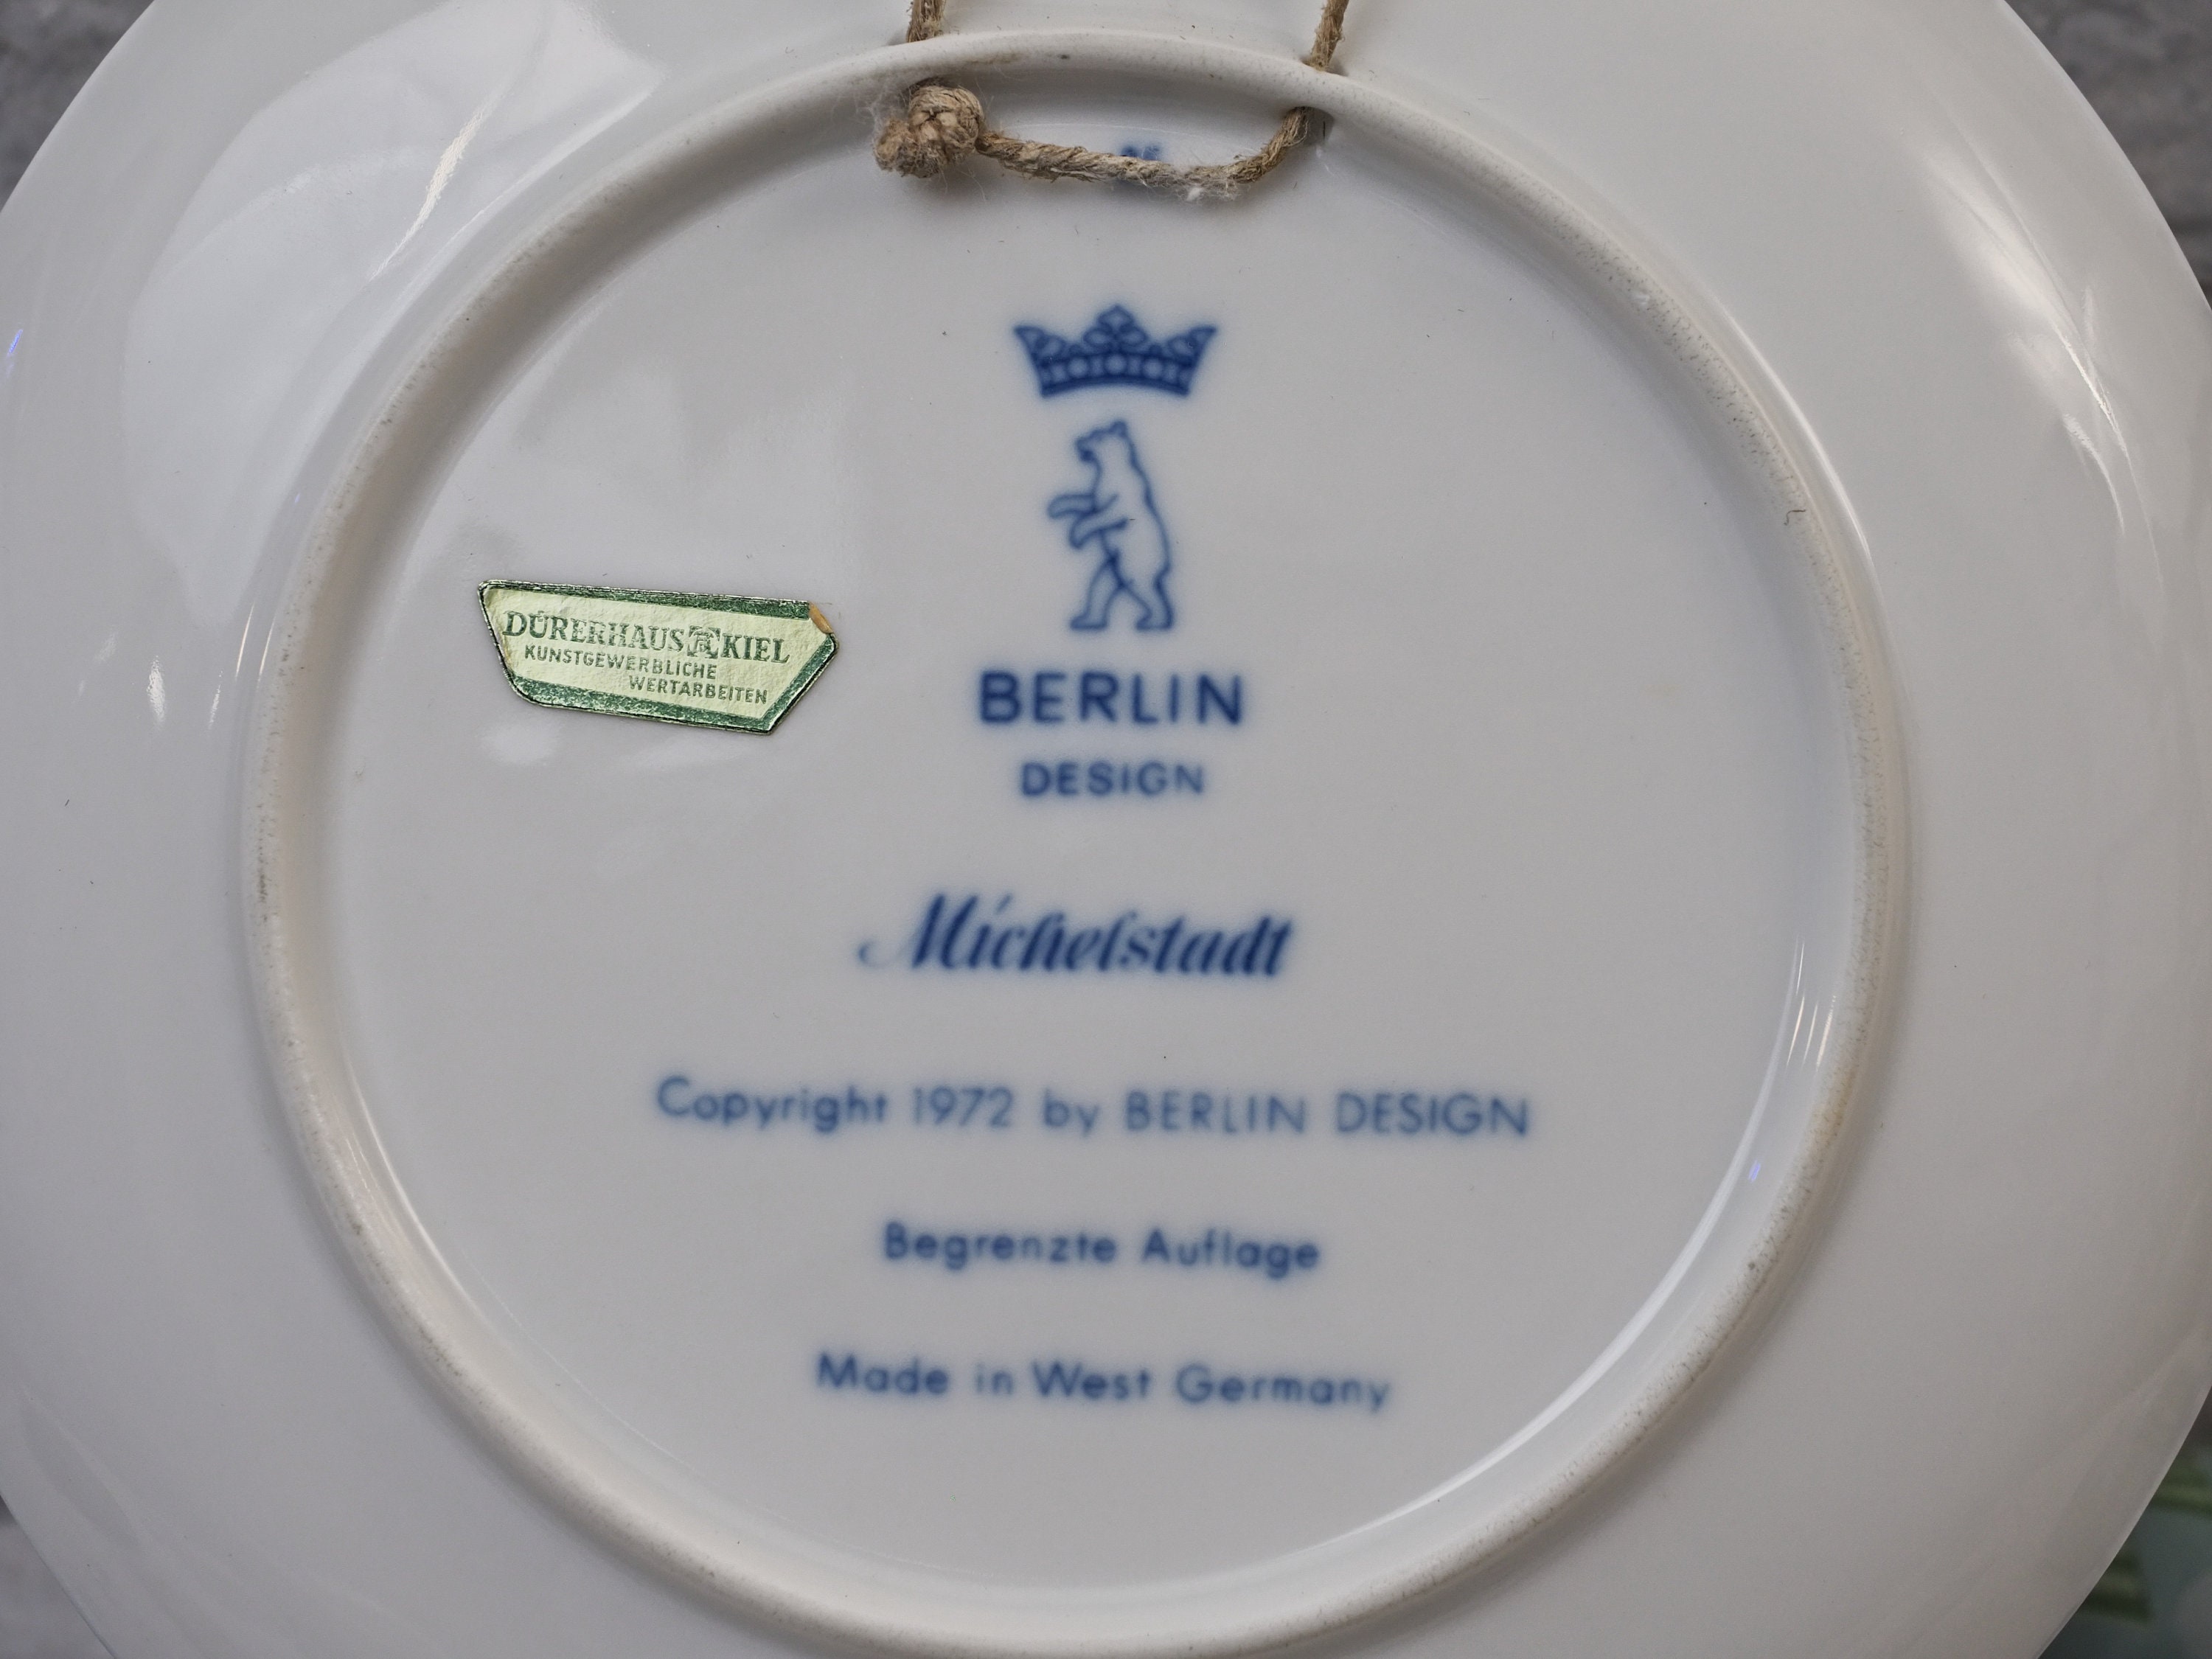 BERLIN
DESIGN
DÜRERHAUS KIEL
KUNSTGEWERBLICHE
WERTARBEITEN
Michelstadt
Copyright 1972 by BERLIN DESIGN
Begrenzte Auflage
Made in West Germany